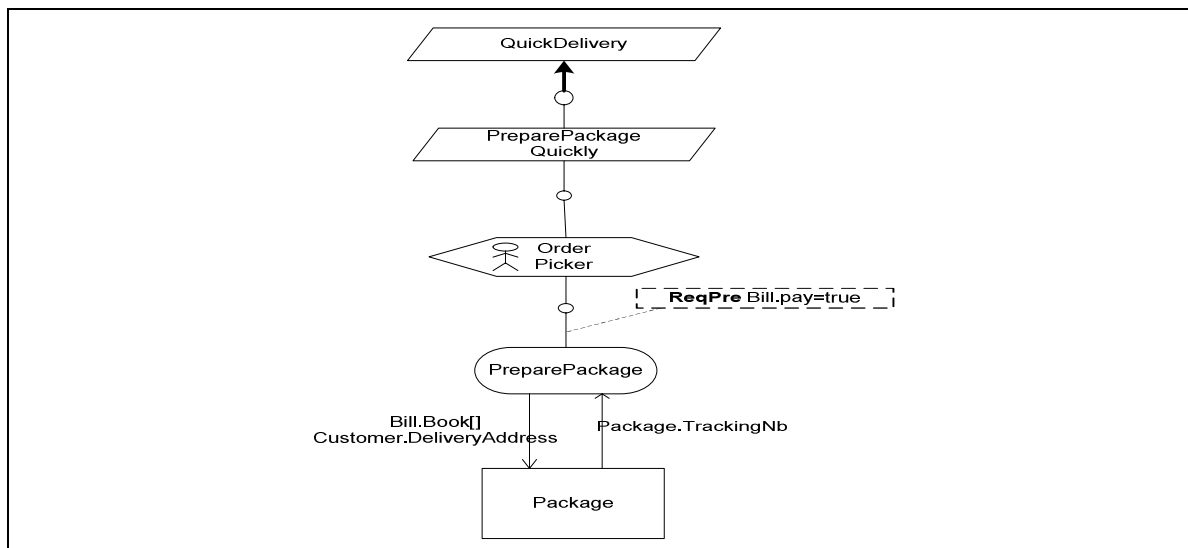 QuickDelivery
PreparePackage
Quickly
Order
Picker
ReqPre Bill.pay=true
PreparePackage
Bill.Book[]
Customer.DeliveryAddress
Package.TrackingNb
Package